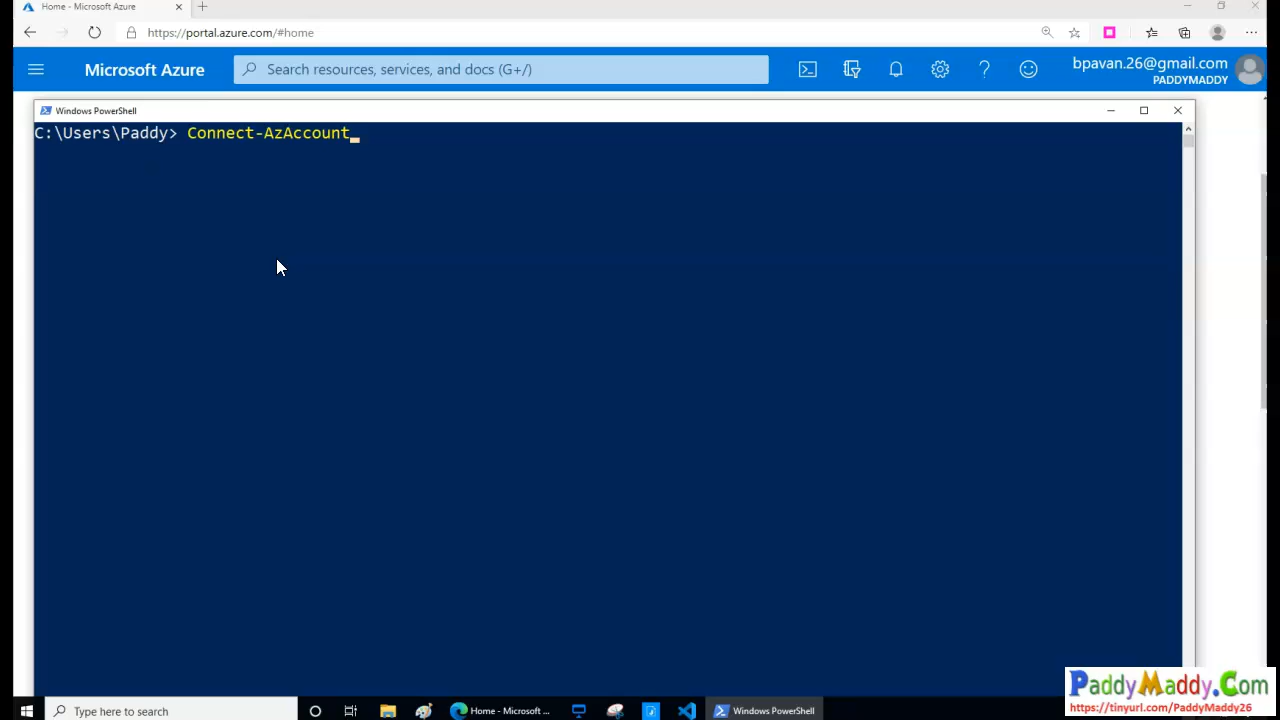 Home - Microsoft Azure
https://portal.azure.com/#home
Microsoft Azure
Search resources, services, and docs (G+/)
bpavan.26@gmail.com
PADDYMADDY
Windows PowerShell
C:\Users\Paddy> Connect-AzAccount
PaddyMaddy.Com
https://tinyurl.com/PaddyMaddy26
Type here to search
Home - Microsoft ...
Windows PowerShell